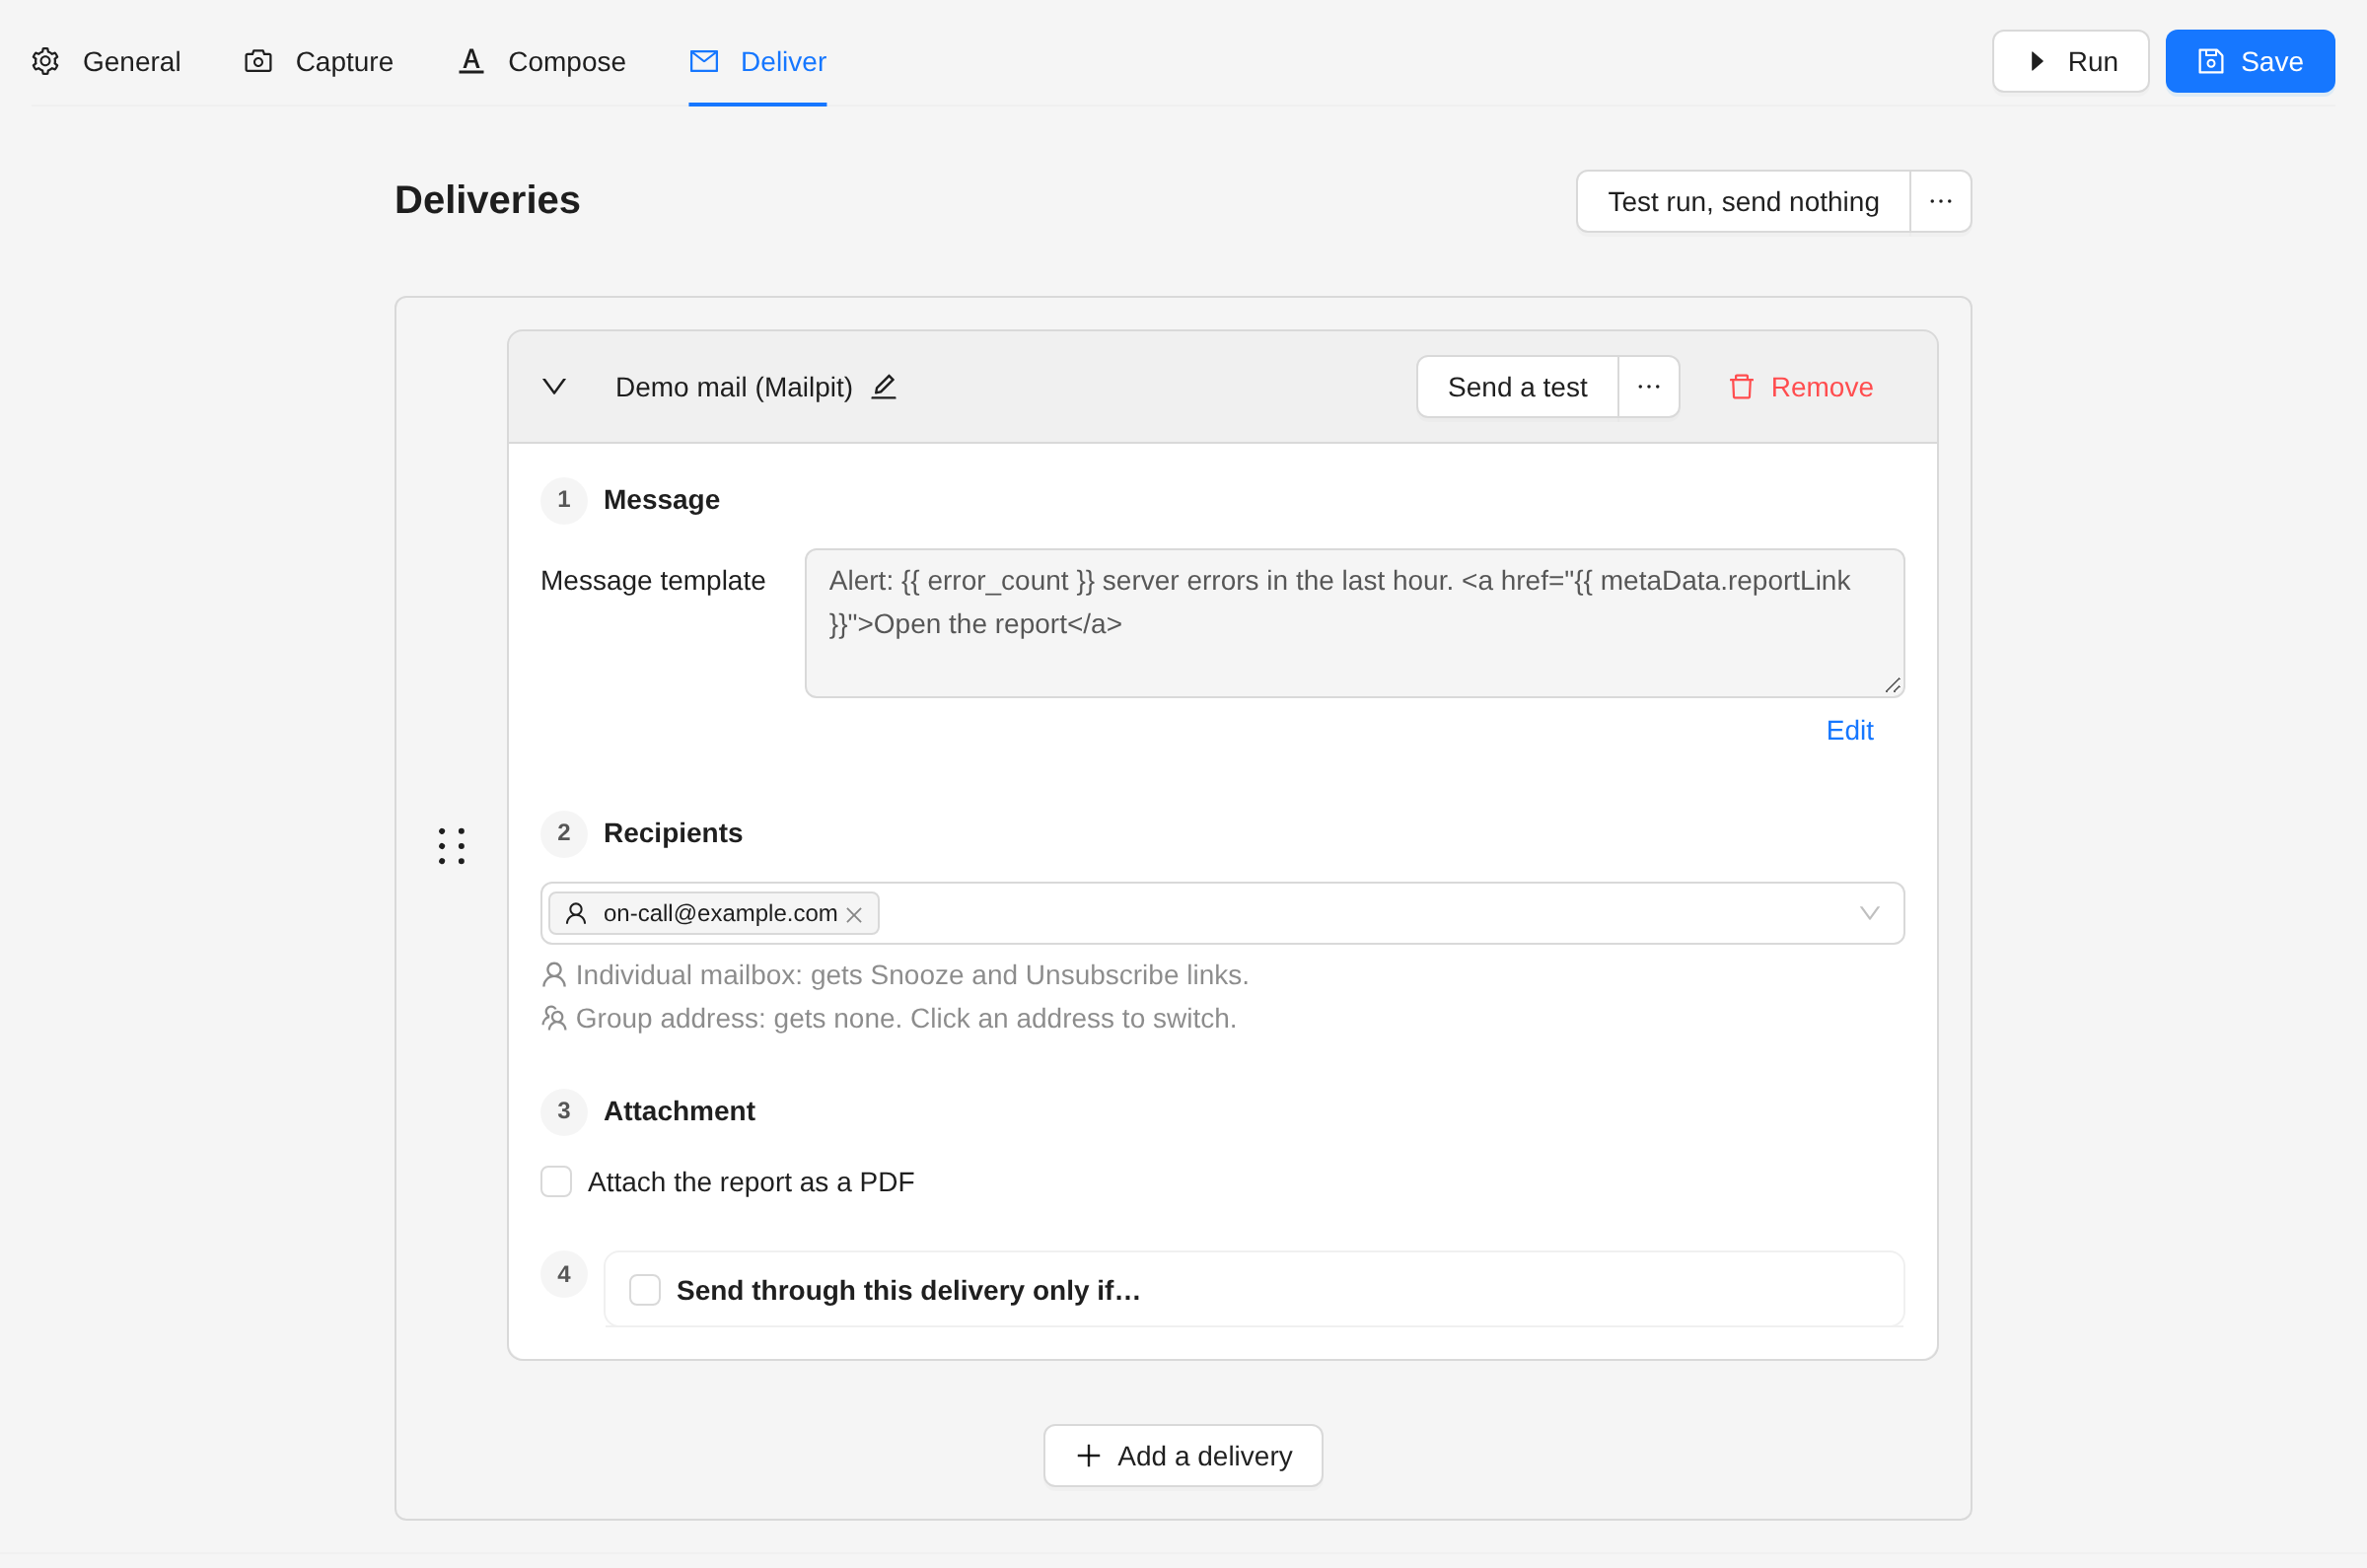 General Capture Compose Deliver Run Save
Deliveries Test run, send nothing ···
Demo mail (Mailpit) Send a test ··· Remove
1 Message
Message template
Alert: {{ error_count }} server errors in the last hour. <a href="{{ metaData.reportLink
}}">Open the report</a>
Edit
2 Recipients
on-call@example.com
Individual mailbox: gets Snooze and Unsubscribe links.
Group address: gets none. Click an address to switch.
3 Attachment
Attach the report as a PDF
4 Send through this delivery only if…
Add a delivery